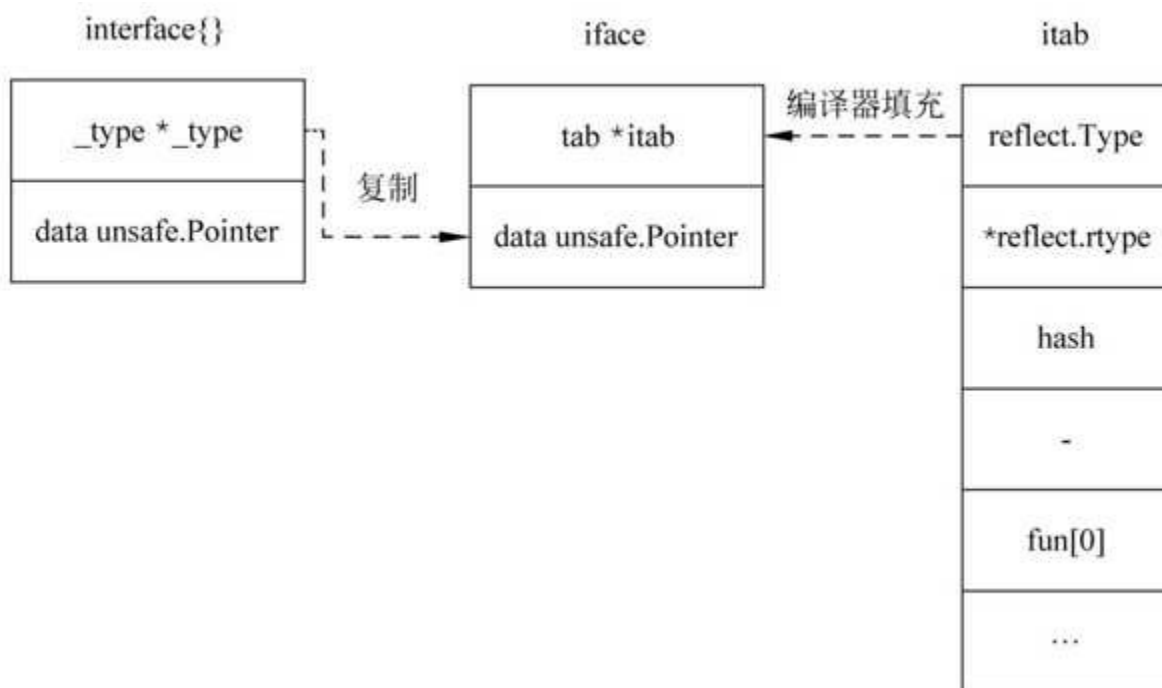 interface{}
_type *_type
data unsafe.Pointer
复制
iface
tab *itab
data unsafe.Pointer
编译器填充
itab
reflect.Type
*reflect.rtype
hash
-
fun[0]
…